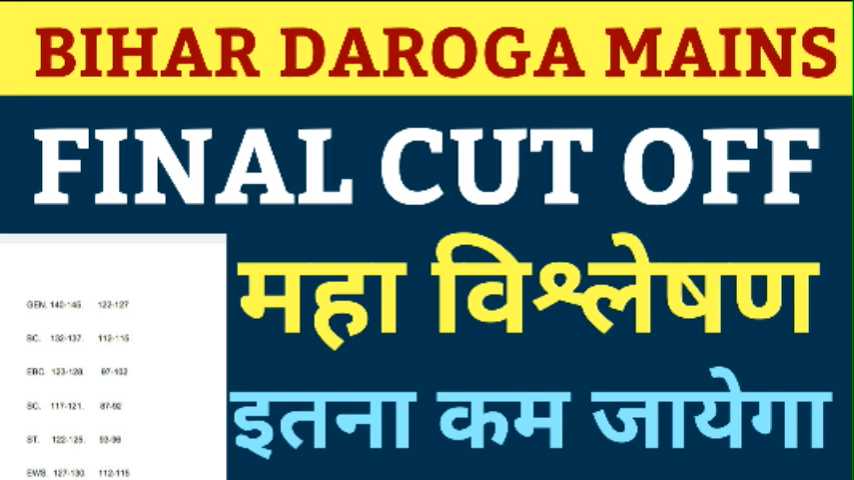 BIHAR DAROGA MAINS
FINAL CUT OFF
महा विश्लेषण
इतना कम जायेगा
GEN. 140-145 122-127
BC. 132-137. 112-115
EBC. 123-128. 97-102
SC. 117-121. 87-92
ST. 122-125. 93-96
EWS. 127-130. 112-115